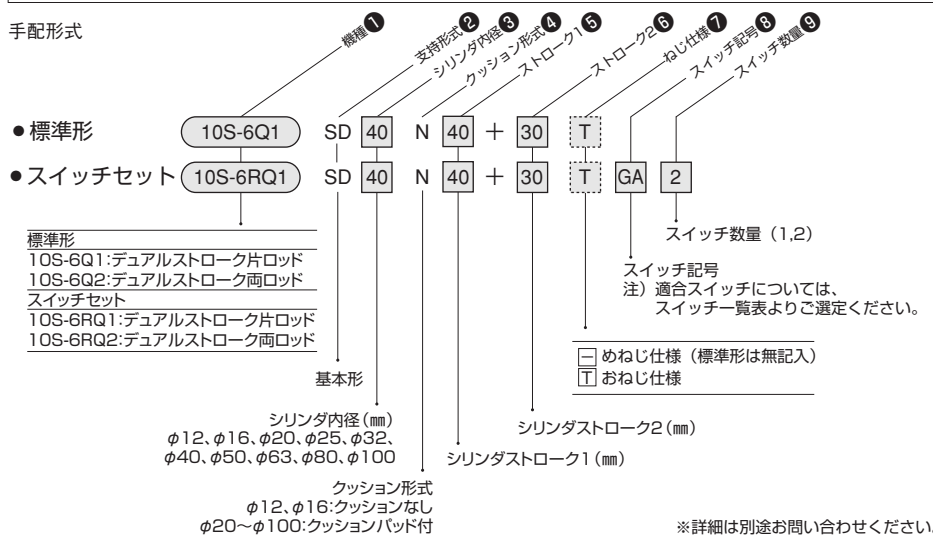 手配形式
機種❶
支持形式❷
シリンダ内径❸
クッション形式❹
ストローク1❺
ストローク2❻
ねじ仕様❼
スイッチ記号❽
スイッチ数量❾
●標準形 10S-6Q1 SD 40 N 40 + 30 T
●スイッチセット 10S-6RQ1 SD 40 N 40 + 30 T GA 2
標準形
10S-6Q1:デュアルストローク片ロッド
10S-6Q2:デュアルストローク両ロッド
スイッチセット
10S-6RQ1:デュアルストローク片ロッド
10S-6RQ2:デュアルストローク両ロッド
スイッチ数量（1,2）
スイッチ記号
注）適合スイッチについては、
スイッチ一覧表よりご選定ください。
− めねじ仕様（標準形は無記入）
T おねじ仕様
基本形
シリンダ内径（㎜）
φ12、φ16、φ20、φ25、φ32、
φ40、φ50、φ63、φ80、φ100
シリンダストローク2（㎜）
シリンダストローク1（㎜）
クッション形式
φ12、φ16:クッションなし
φ20〜φ100:クッションパッド付
※詳細は別途お問い合わせください。